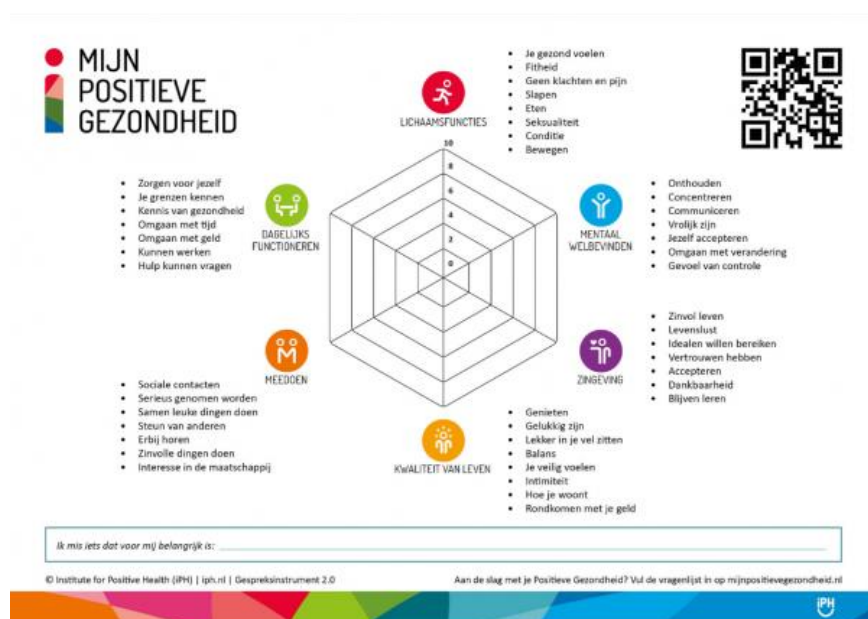 MIJN
POSITIEVE
GEZONDHEID
LICHAAMSFUNCTIES
• Je gezond voelen
• Fitheid
• Geen klachten en pijn
• Slapen
• Eten
• Seksualiteit
• Conditie
• Bewegen
10
8
6
4
2
0
• Zorgen voor jezelf
• Je grenzen kennen
• Kennis van gezondheid
• Omgaan met tijd
• Omgaan met geld
• Kunnen werken
• Hulp kunnen vragen
DAGELIJKS
FUNCTIONEREN
MENTAAL
WELBEVINDEN
• Onthouden
• Concentreren
• Communiceren
• Vrolijk zijn
• Jezelf accepteren
• Omgaan met verandering
• Gevoel van controle
MEEDOEN
• Sociale contacten
• Serieus genomen worden
• Samen leuke dingen doen
• Steun van anderen
• Erbij horen
• Zinvolle dingen doen
• Interesse in de maatschappij
ZINGEVING
• Zinvol leven
• Levenslust
• Idealen willen bereiken
• Vertrouwen hebben
• Accepteren
• Dankbaarheid
• Blijven leren
KWALITEIT VAN LEVEN
• Genieten
• Gelukkig zijn
• Lekker in je vel zitten
• Balans
• Je veilig voelen
• Intimiteit
• Hoe je woont
• Rondkomen met je geld
Ik mis iets dat voor mij belangrijk is:
© Institute for Positive Health (iPH) | iph.nl | Gespreksinstrument 2.0
Aan de slag met je Positieve Gezondheid? Vul de vragenlijst in op mijnpositievegezondheid.nl
iPH